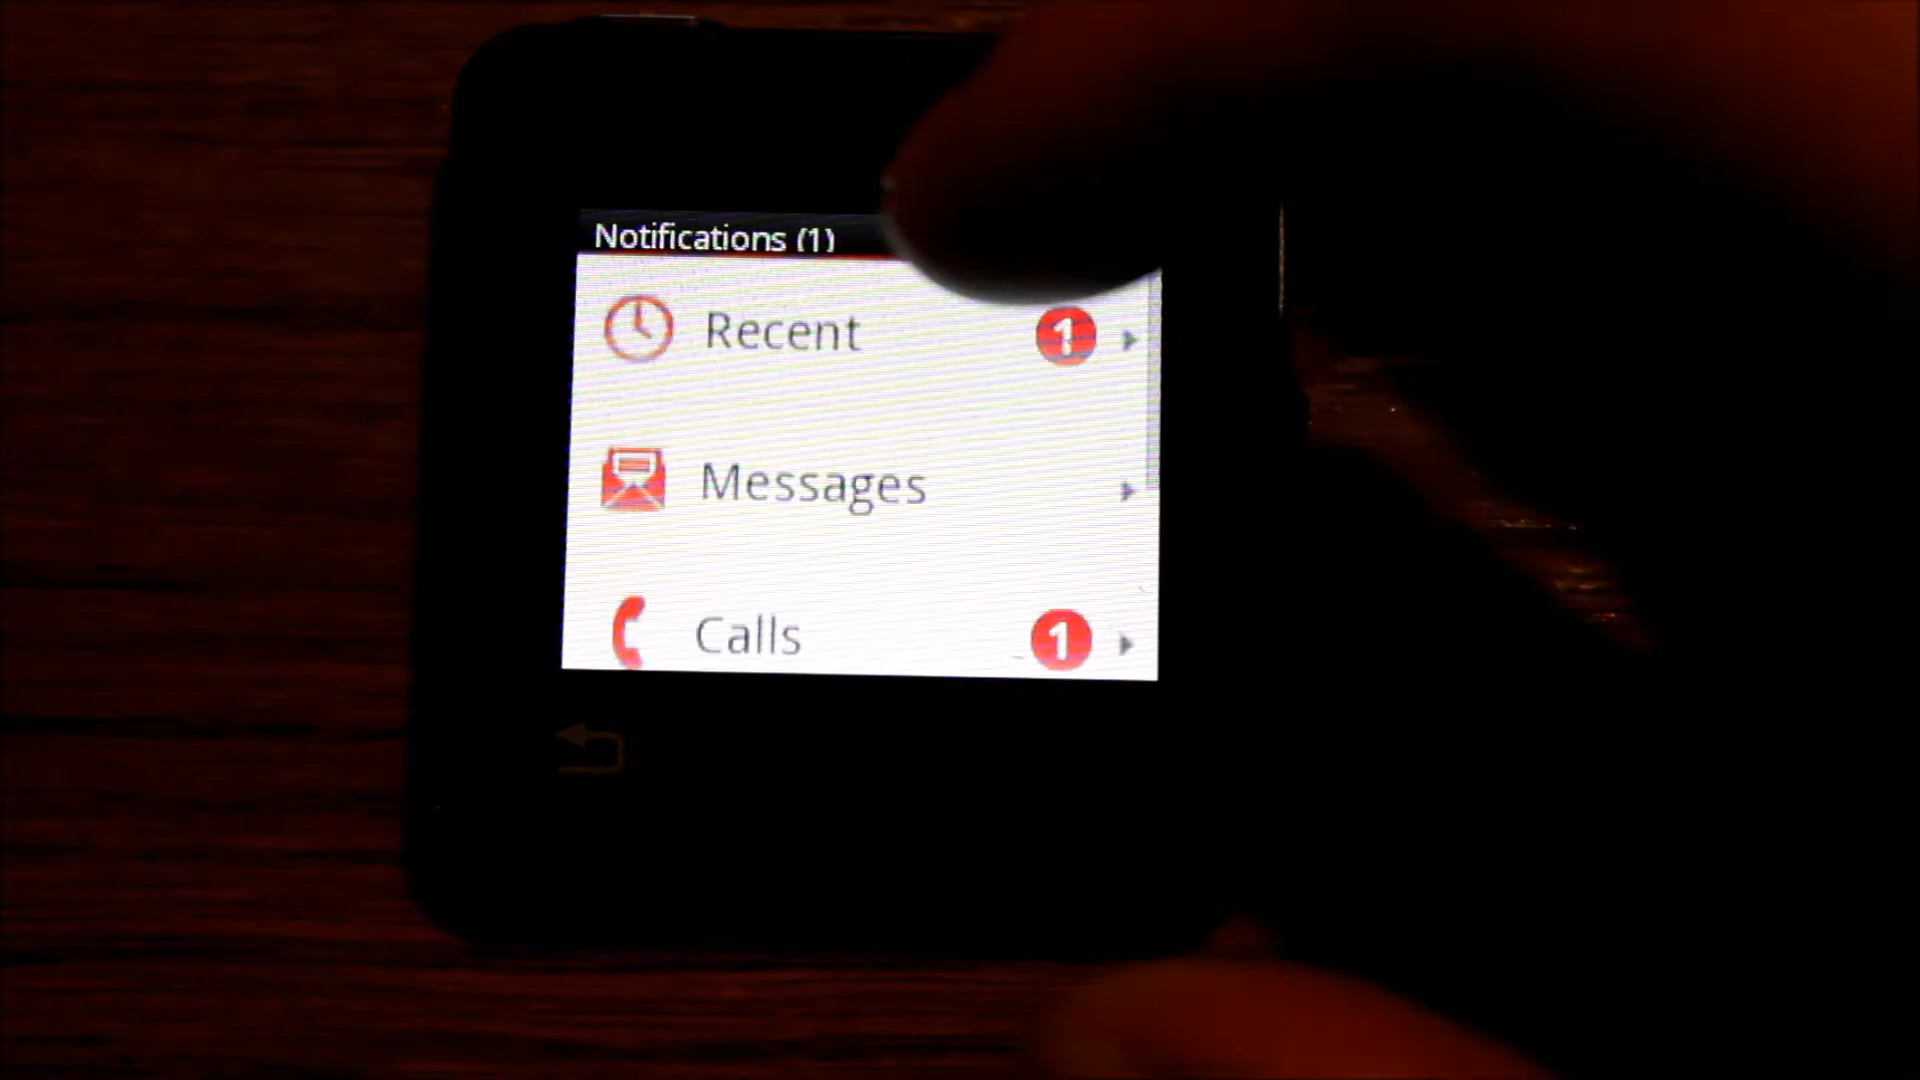 Notifications (1)
Recent 1
Messages
Calls 1